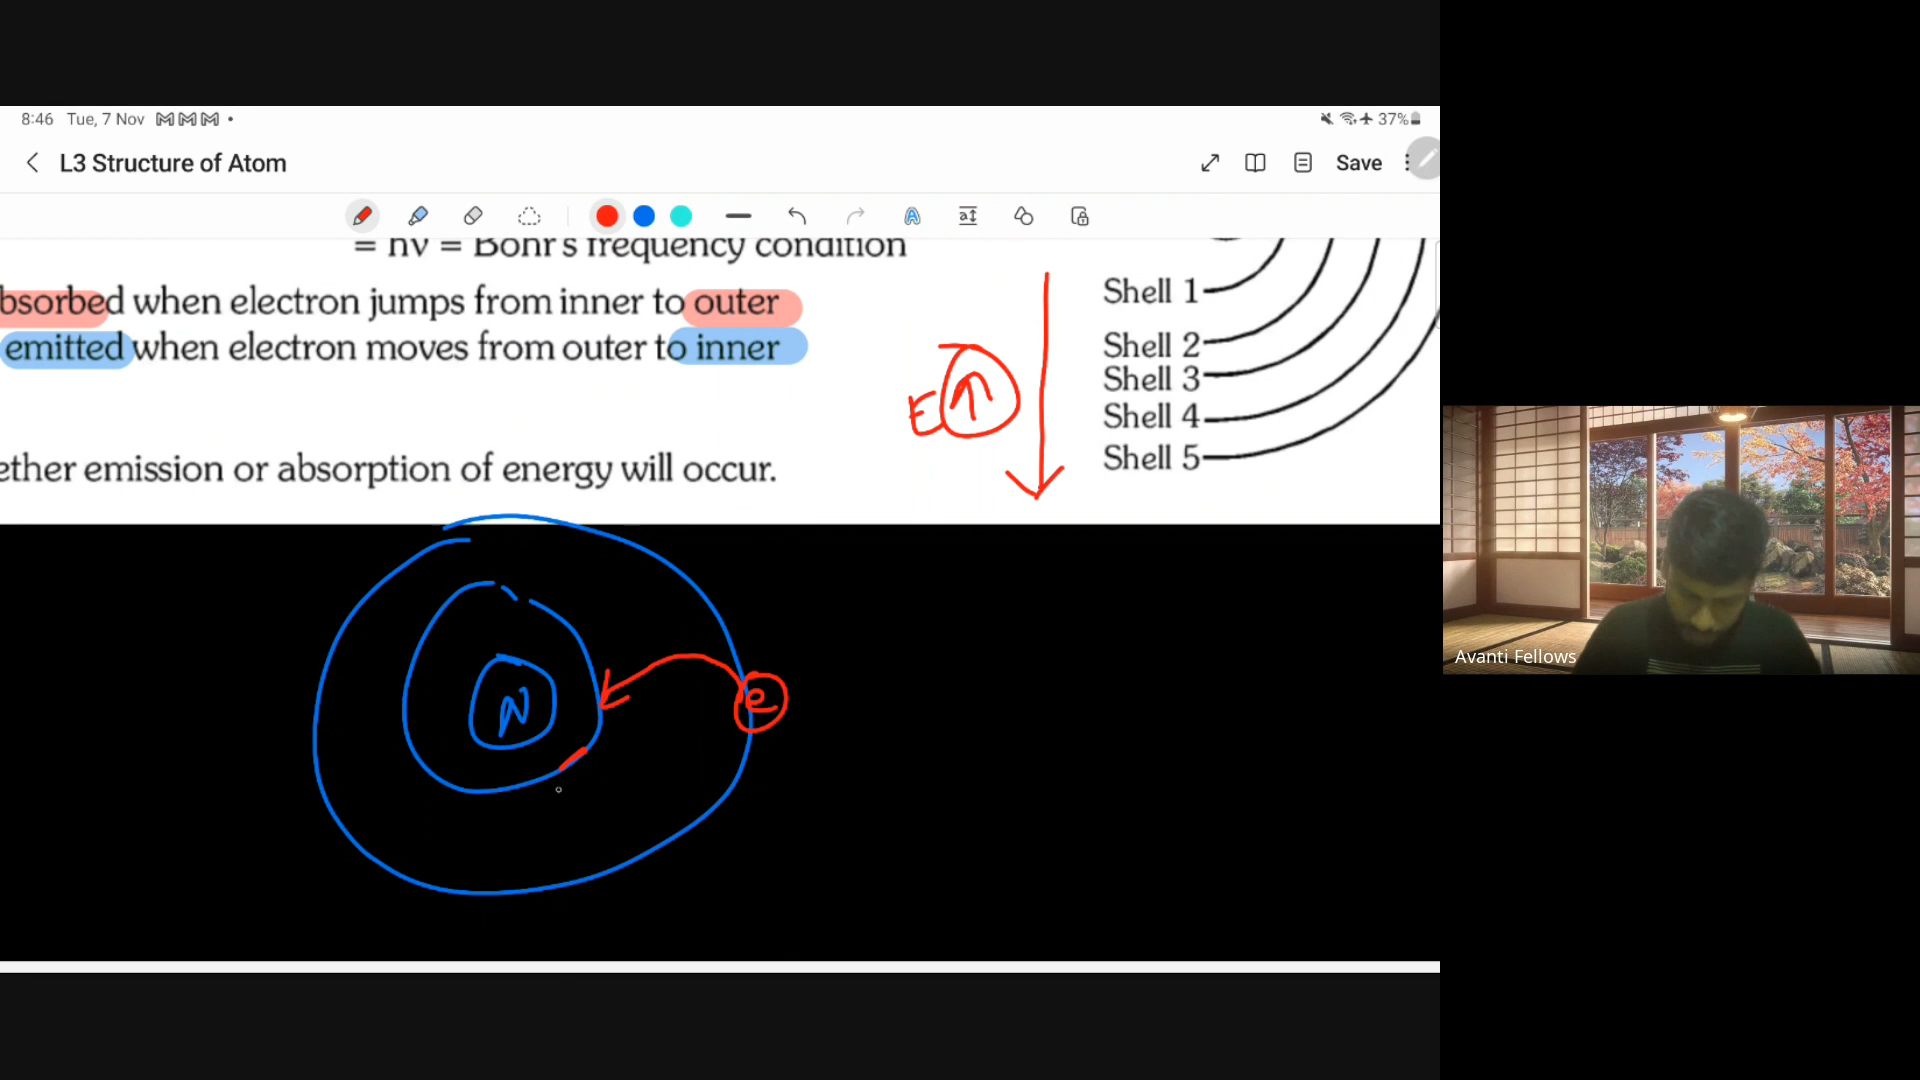 8:46 Tue, 7 Nov
37%
L3 Structure of Atom
Save
= hν = Bohr's frequency condition
bsorbed when electron jumps from inner to outer
emitted when electron moves from outer to inner
ether emission or absorption of energy will occur.
E
Shell 1
Shell 2
Shell 3
Shell 4
Shell 5
N
e
Avanti Fellows